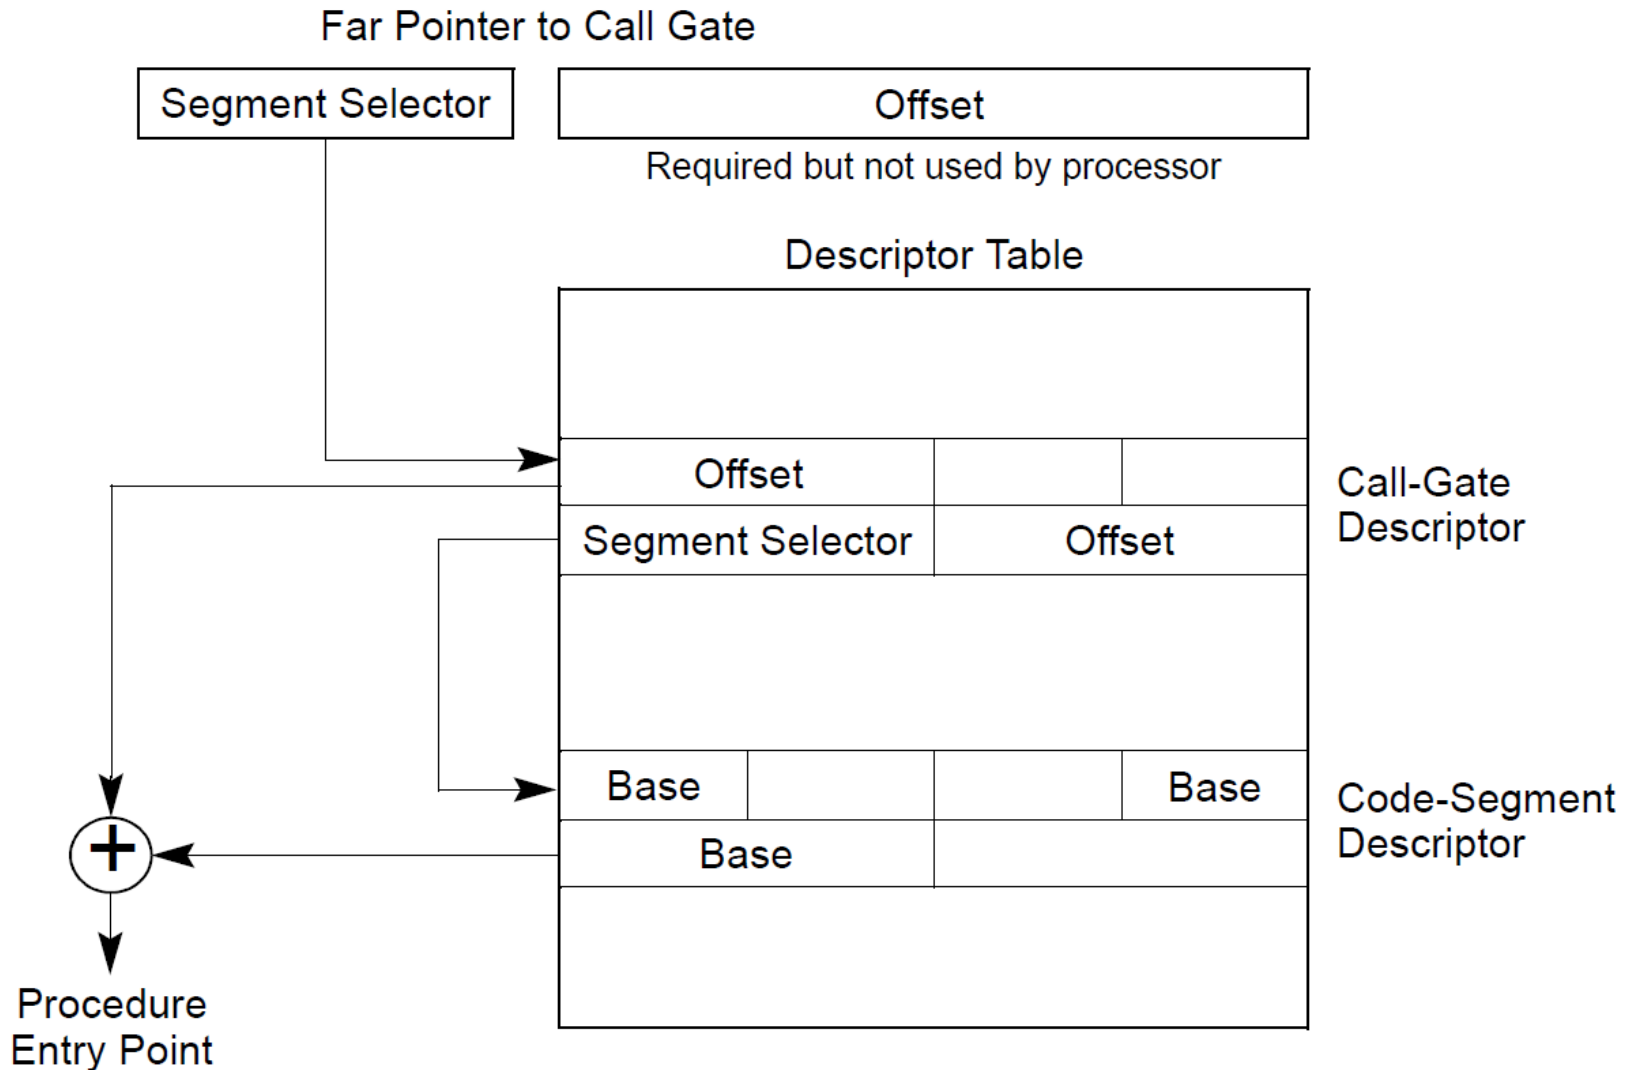 Far Pointer to Call Gate
Segment Selector
Offset
Required but not used by processor
Descriptor Table
Offset
Call-Gate
Descriptor
Segment Selector
Offset
Base
Base
Code-Segment
Descriptor
Base
+
Procedure
Entry Point